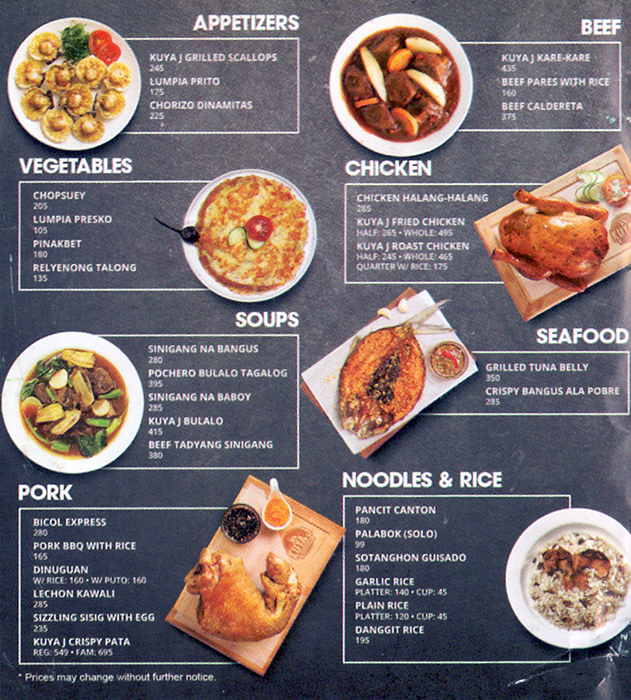 APPETIZERS
KUYA J GRILLED SCALLOPS
245
LUMPIA PRITO
175
CHORIZO DINAMITAS
225
BEEF
KUYA J KARE-KARE
435
BEEF PARES WITH RICE
160
BEEF CALDERETA
375
VEGETABLES
CHOPSUEY
205
LUMPIA PRESKO
105
PINAKBET
180
RELYENONG TALONG
135
CHICKEN
CHICKEN HALANG-HALANG
285
KUYA J FRIED CHICKEN
HALF: 265 • WHOLE: 495
KUYA J ROAST CHICKEN
HALF: 245 • WHOLE: 465
QUARTER W/ RICE: 175
SOUPS
SINIGANG NA BANGUS
280
POCHERO BULALO TAGALOG
395
SINIGANG NA BABOY
285
KUYA J BULALO
415
BEEF TADYANG SINIGANG
380
SEAFOOD
GRILLED TUNA BELLY
350
CRISPY BANGUS ALA POBRE
285
PORK
BICOL EXPRESS
280
PORK BBQ WITH RICE
165
DINUGUAN
W/ RICE: 160 • W/ PUTO: 160
LECHON KAWALI
285
SIZZLING SISIG WITH EGG
235
KUYA J CRISPY PATA
REG: 549 • FAM: 695
NOODLES & RICE
PANCIT CANTON
180
PALABOK (SOLO)
99
SOTANGHON GUISADO
180
GARLIC RICE
PLATTER: 140 • CUP: 45
PLAIN RICE
PLATTER: 120 • CUP: 45
DANGGIT RICE
195
* Prices may change without further notice.